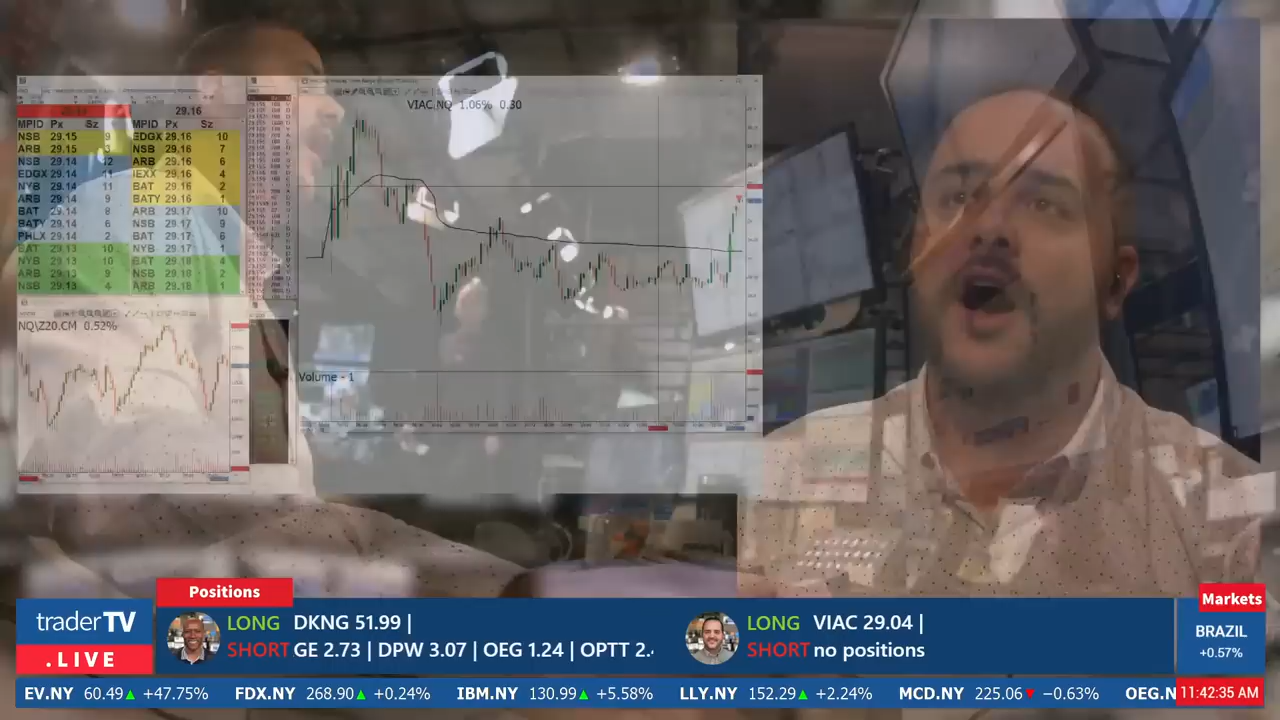 VIAC.NQ 1.06% 0.30
29.16
MPID Px Sz MPID Px Sz
NSB 29.15 9 EDGX 29.16 10
ARB 29.15 3 NSB 29.16 7
NSB 29.14 12 ARB 29.16 6
EDGX 29.14 11 IEXX 29.16 4
NYB 29.14 11 BAT 29.16 2
ARB 29.14 9 BATY 29.16 1
BAT 29.14 8 ARB 29.17 10
BATY 29.14 6 NSB 29.17 9
PHLX 29.14 2 BAT 29.17 6
BAT 29.13 10 NYB 29.17 1
NYB 29.13 10 BAT 29.18 4
ARB 29.13 9 NSB 29.18 2
NSB 29.13 4 ARB 29.18 1
NQ\Z20.CM 0.52%
Volume - 1
Positions
Markets
traderTV
.LIVE
LONG DKNG 51.99 |
SHORT GE 2.73 | DPW 3.07 | OEG 1.24 | OPTT 2.
LONG VIAC 29.04 |
SHORT no positions
BRAZIL
+0.57%
EV.NY 60.49▲ +47.75% FDX.NY 268.90▲ +0.24% IBM.NY 130.99▲ +5.58% LLY.NY 152.29▲ +2.24% MCD.NY 225.06▼ −0.63% OEG.N
11:42:35 AM